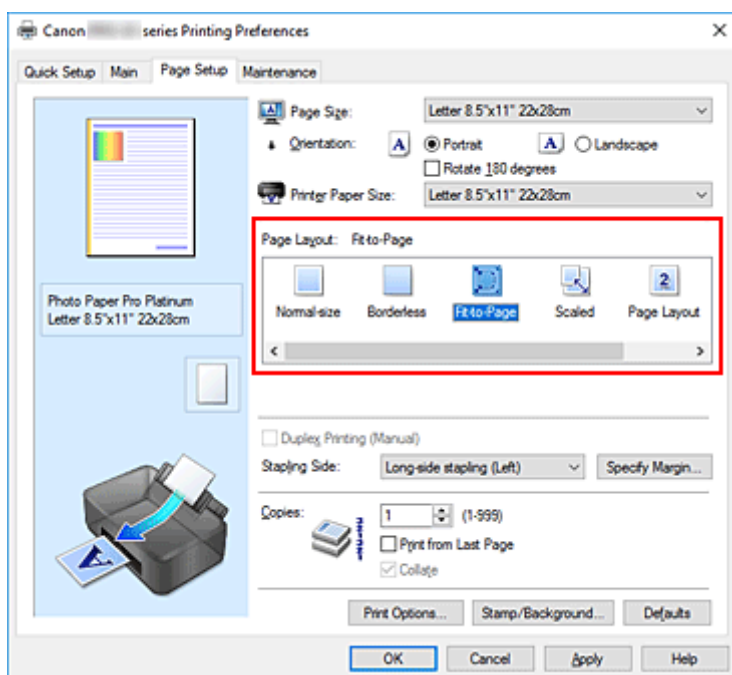 Canon series Printing Preferences
Quick Setup Main Page Setup Maintenance
Page Size: Letter 8.5"x11" 22x28cm
Orientation: A Portrait A Landscape
Rotate 180 degrees
Printer Paper Size: Letter 8.5"x11" 22x28cm
Page Layout: Fit-to-Page
Normal-size Borderless Fit-to-Page Scaled Page Layout
Photo Paper Pro Platinum
Letter 8.5"x11" 22x28cm
Duplex Printing (Manual)
Stapling Side: Long-side stapling (Left) Specify Margin...
Copies: 1 (1-999)
Print from Last Page
Collate
Print Options... Stamp/Background... Defaults
OK Cancel Apply Help